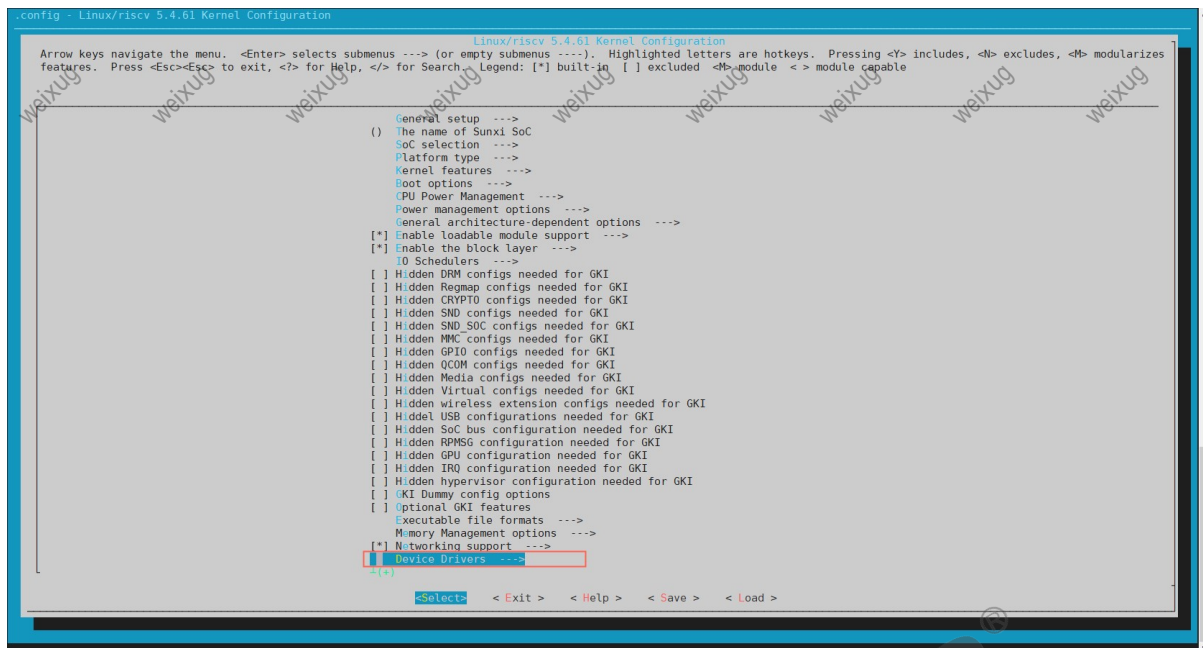 .config - Linux/riscv 5.4.61 Kernel Configuration
Linux/riscv 5.4.61 Kernel Configuration
Arrow keys navigate the menu.  <Enter> selects submenus ---> (or empty submenus ----).  Highlighted letters are hotkeys.  Pressing <Y> includes, <N> excludes, <M> modularizes
features.  Press <Esc><Esc> to exit, <?> for Help, </> for Search.  Legend: [*] built-in  [ ] excluded  <M> module  < > module capable
weixug weixug weixug weixug weixug weixug weixug weixug weixug
General setup  --->
() The name of Sunxi SoC
SoC selection  --->
Platform type  --->
Kernel features  --->
Boot options  --->
CPU Power Management  --->
Power management options  --->
General architecture-dependent options  --->
[*] Enable loadable module support  --->
[*] Enable the block layer  --->
IO Schedulers  --->
[ ] Hidden DRM configs needed for GKI
[ ] Hidden Regmap configs needed for GKI
[ ] Hidden CRYPTO configs needed for GKI
[ ] Hidden SND configs needed for GKI
[ ] Hidden SND_SOC configs needed for GKI
[ ] Hidden MMC configs needed for GKI
[ ] Hidden GPIO configs needed for GKI
[ ] Hidden QCOM configs needed for GKI
[ ] Hidden Media configs needed for GKI
[ ] Hidden Virtual configs needed for GKI
[ ] Hidden wireless extension configs needed for GKI
[ ] Hiddel USB configurations needed for GKI
[ ] Hidden SoC bus configuration needed for GKI
[ ] Hidden RPMSG configuration needed for GKI
[ ] Hidden GPU configuration needed for GKI
[ ] Hidden IRQ configuration needed for GKI
[ ] Hidden hypervisor configuration needed for GKI
[ ] GKI Dummy config options
[ ] Optional GKI features
Executable file formats  --->
Memory Management options  --->
[*] Networking support  --->
Device Drivers  --->
┴(+)
<Select>    < Exit >    < Help >    < Save >    < Load >
®